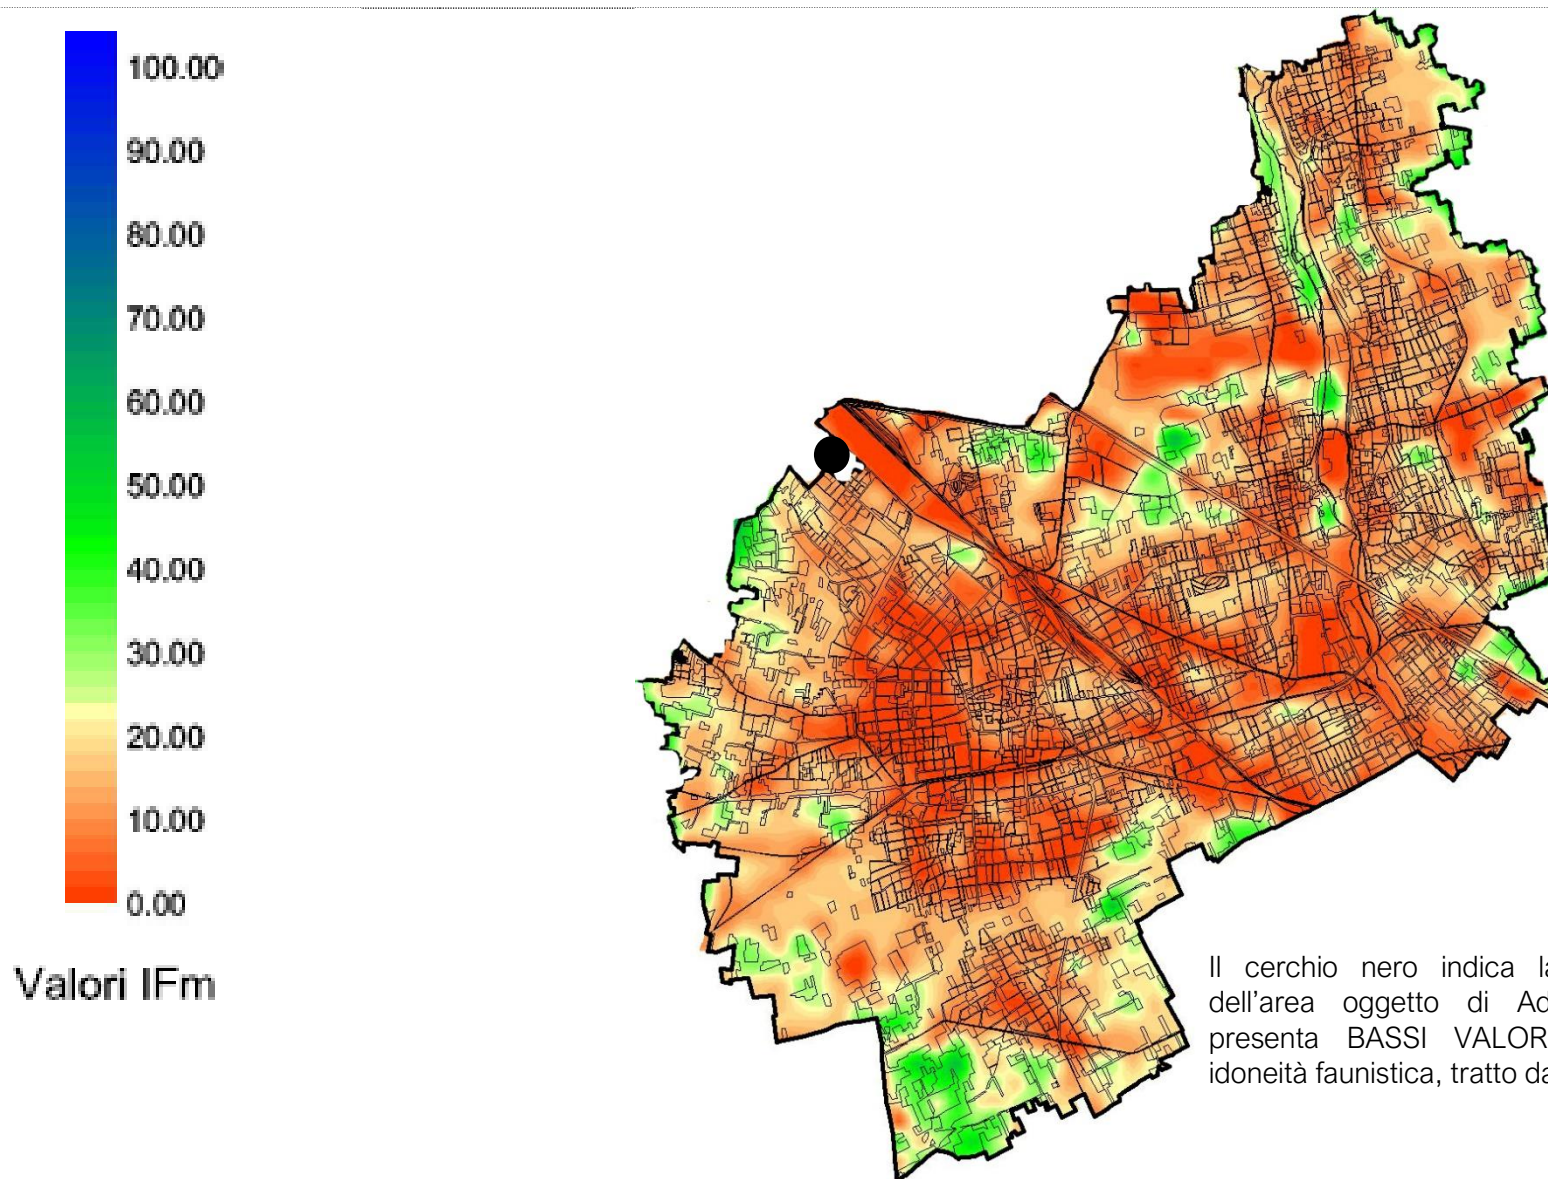 100.00
90.00
80.00
70.00
60.00
50.00
40.00
30.00
20.00
10.00
0.00
Valori IFm
Il cerchio nero indica
dell'area oggetto di
presenta BASSI
idoneità faunistica, tratto